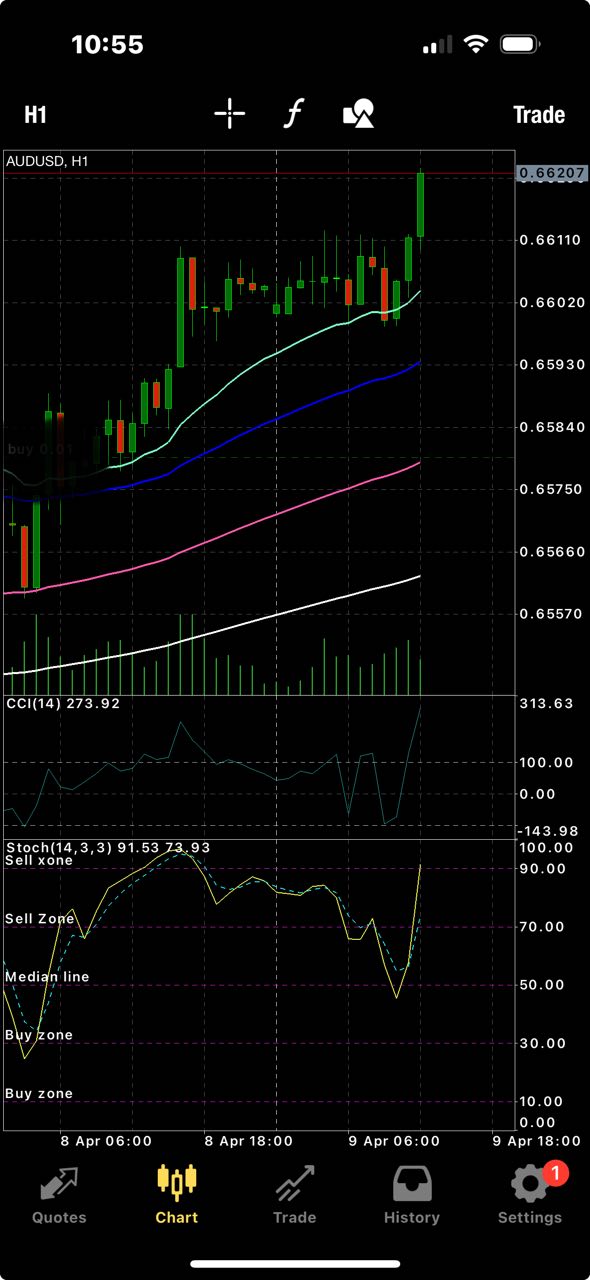 10:55
H1
f
Trade
AUDUSD, H1
0.66207
0.66110
0.66020
0.65930
0.65840
buy 0.01
0.65750
0.65660
0.65570
CCI(14) 273.92
313.63
100.00
0.00
-143.98
Stoch(14,3,3) 91.53 73.93
100.00
Sell xone
90.00
Sell Zone
70.00
Median line
50.00
Buy zone
30.00
Buy zone
10.00
0.00
8 Apr 06:00
8 Apr 18:00
9 Apr 06:00
9 Apr 18:00
1
Quotes
Chart
Trade
History
Settings